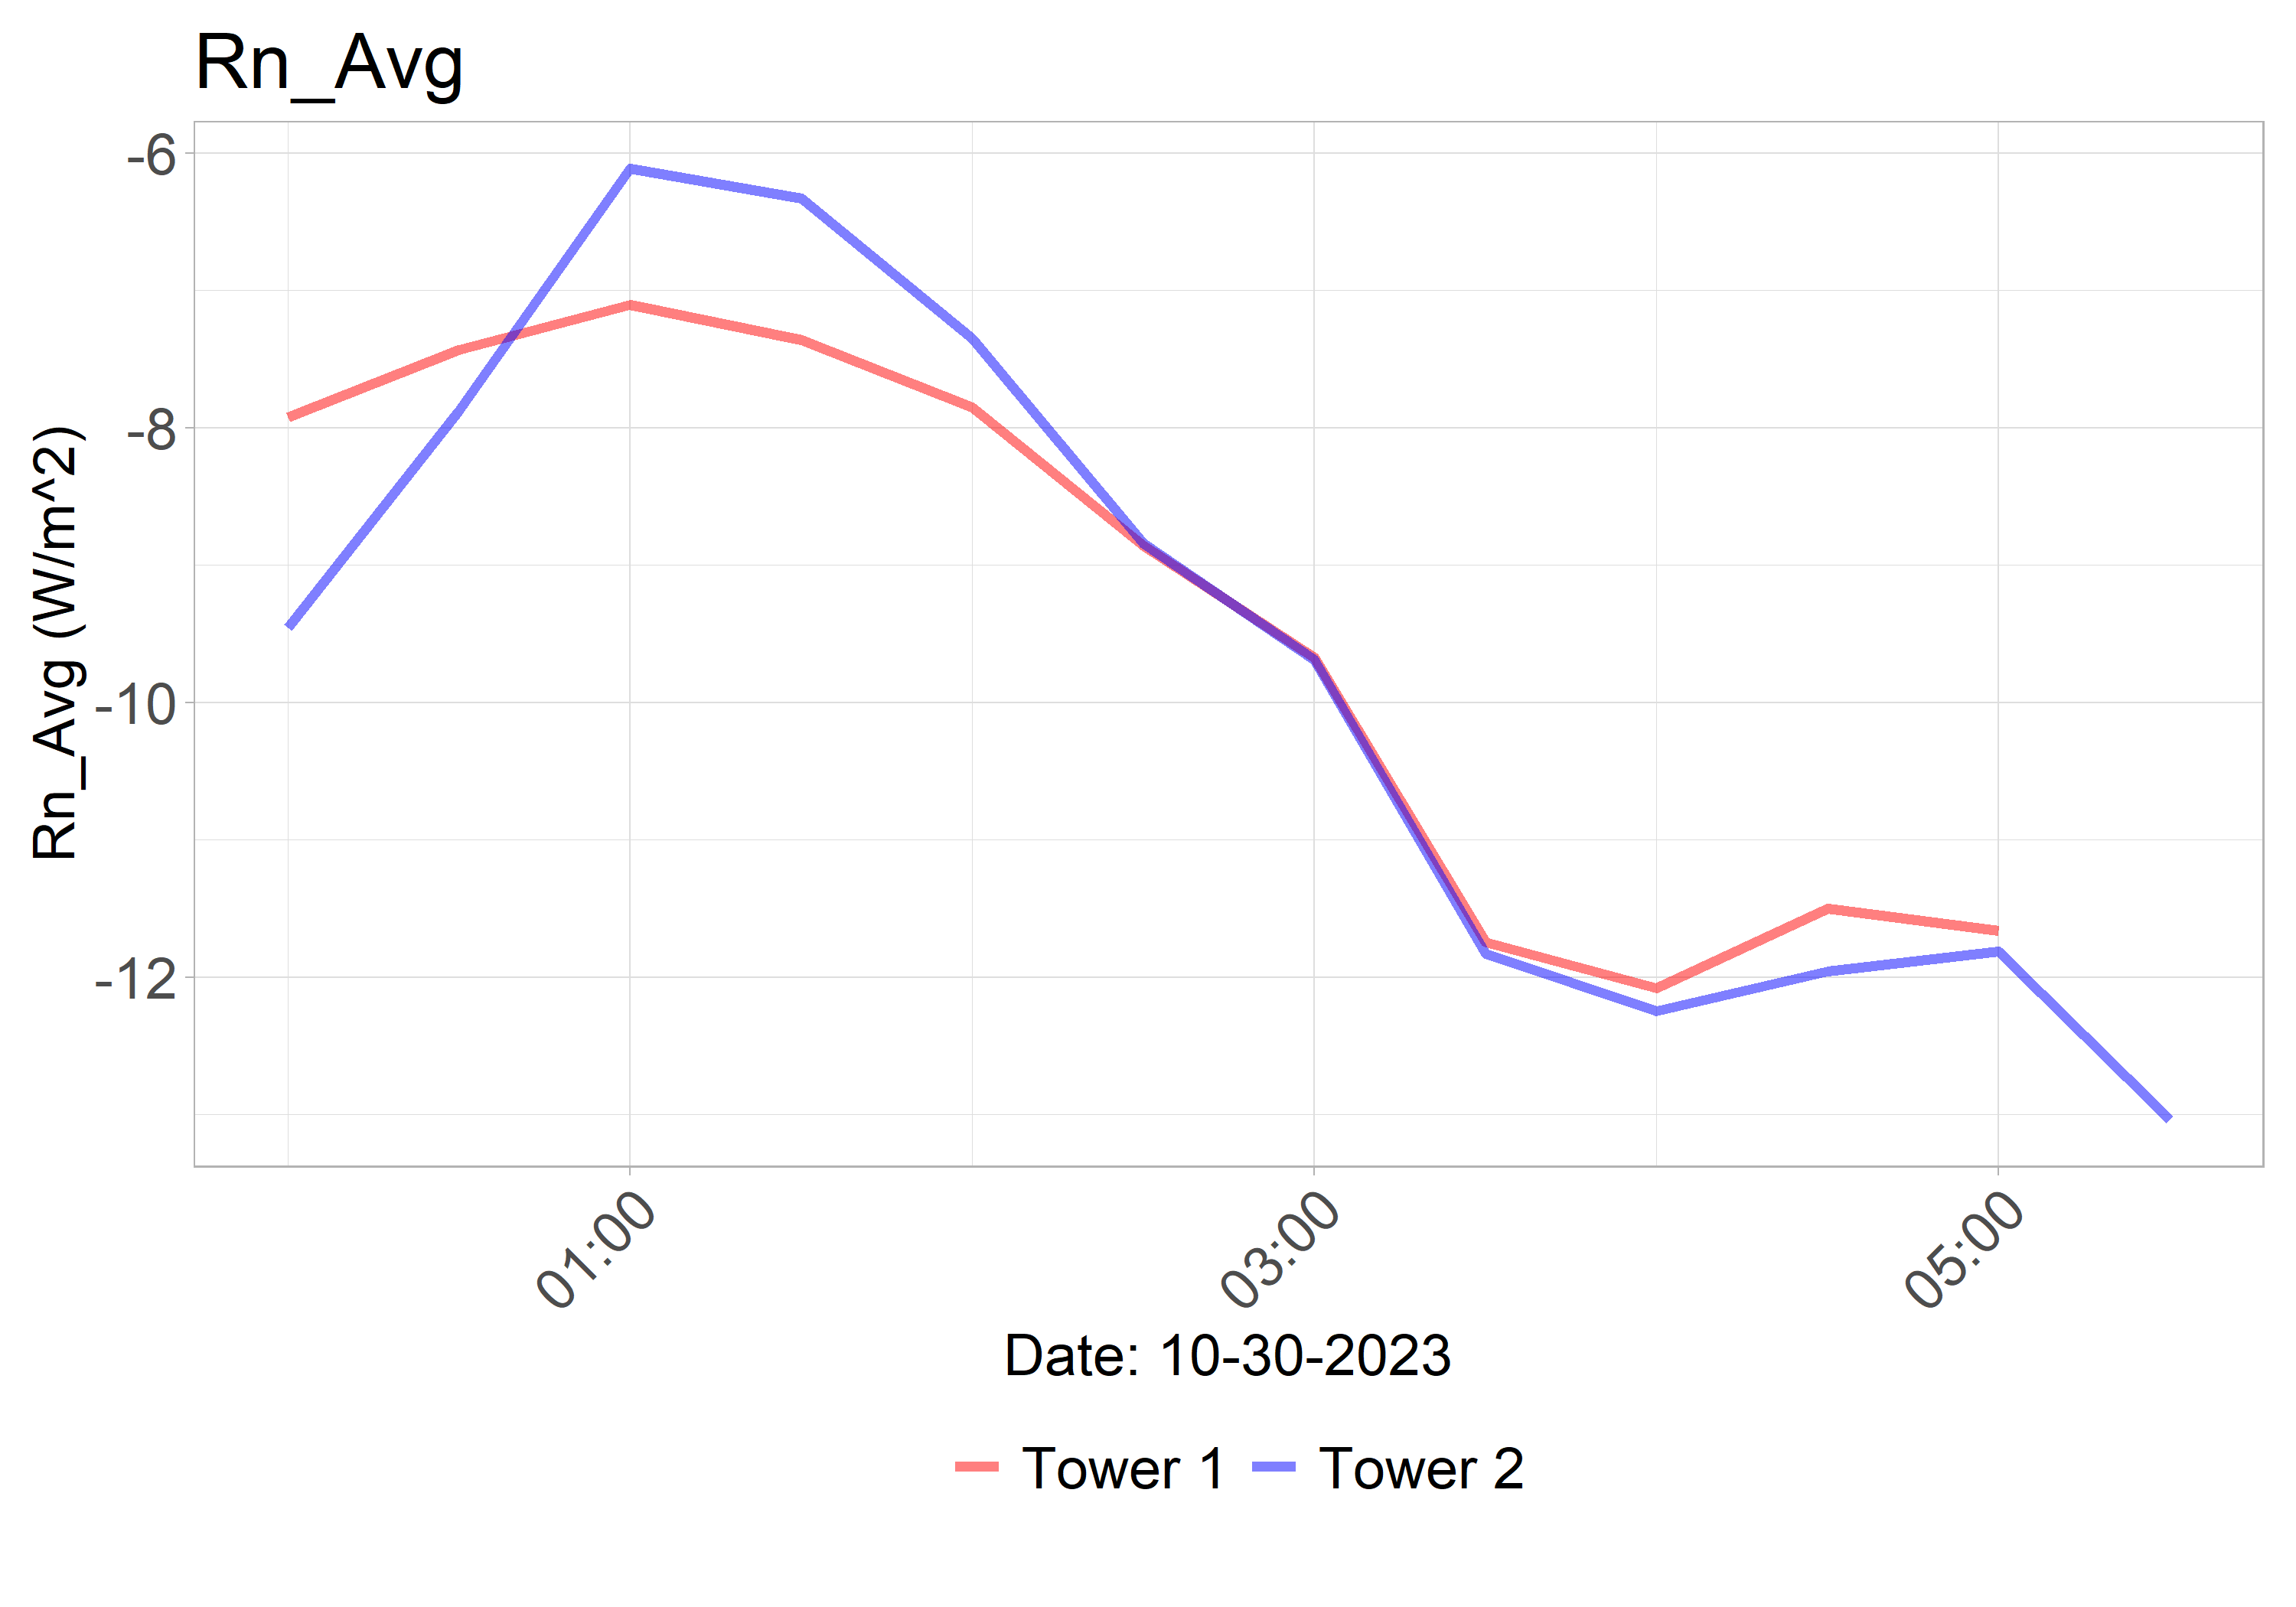 Rn_Avg
Rn_Avg (W/m^2)
-6
-8
-10
-12
01:00
03:00
05:00
Date: 10-30-2023
Tower 1
Tower 2